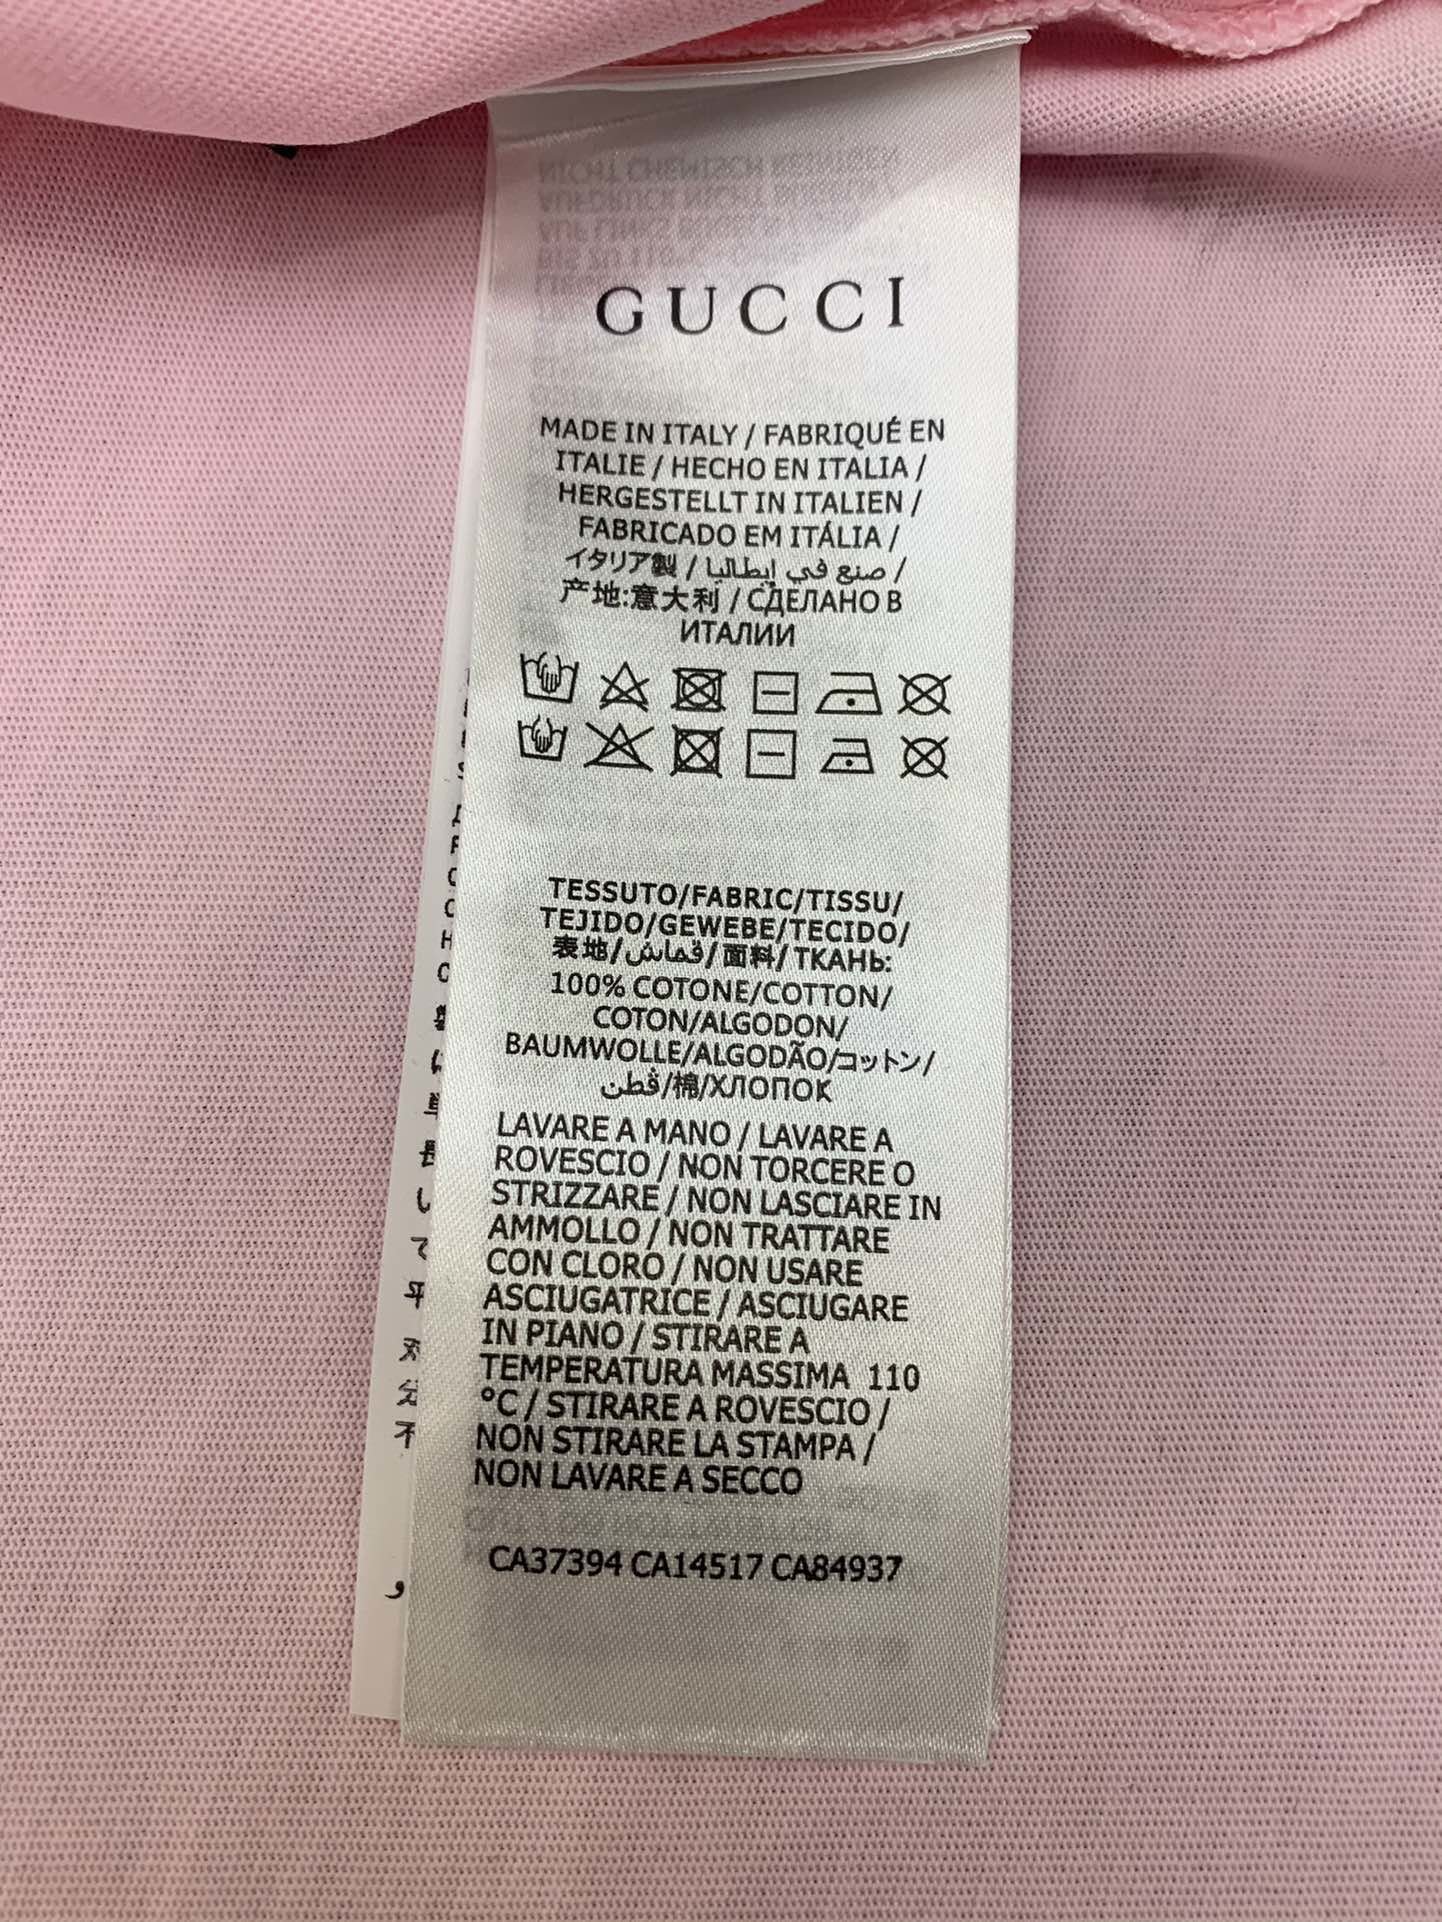 GUCCI
MADE IN ITALY / FABRIQUÉ EN
ITALIE / HECHO EN ITALIA /
HERGESTELLT IN ITALIEN /
FABRICADO EM ITÁLIA /
イタリア製 / صنع في إيطاليا /
产地:意大利 / СДЕЛАНО В
ИТАЛИИ
TESSUTO/FABRIC/TISSU/
TEJIDO/GEWEBE/TECIDO/
表地/قماش/面料/ТКАНЬ:
100% COTONE/COTTON/
COTON/ALGODON/
BAUMWOLLE/ALGODÃO/コットン/
قطن/棉/ХЛОПОК
LAVARE A MANO / LAVARE A
ROVESCIO / NON TORCERE O
STRIZZARE / NON LASCIARE IN
AMMOLLO / NON TRATTARE
CON CLORO / NON USARE
ASCIUGATRICE / ASCIUGARE
IN PIANO / STIRARE A
TEMPERATURA MASSIMA 110
°C / STIRARE A ROVESCIO /
NON STIRARE LA STAMPA /
NON LAVARE A SECCO
CA37394 CA14517 CA84937